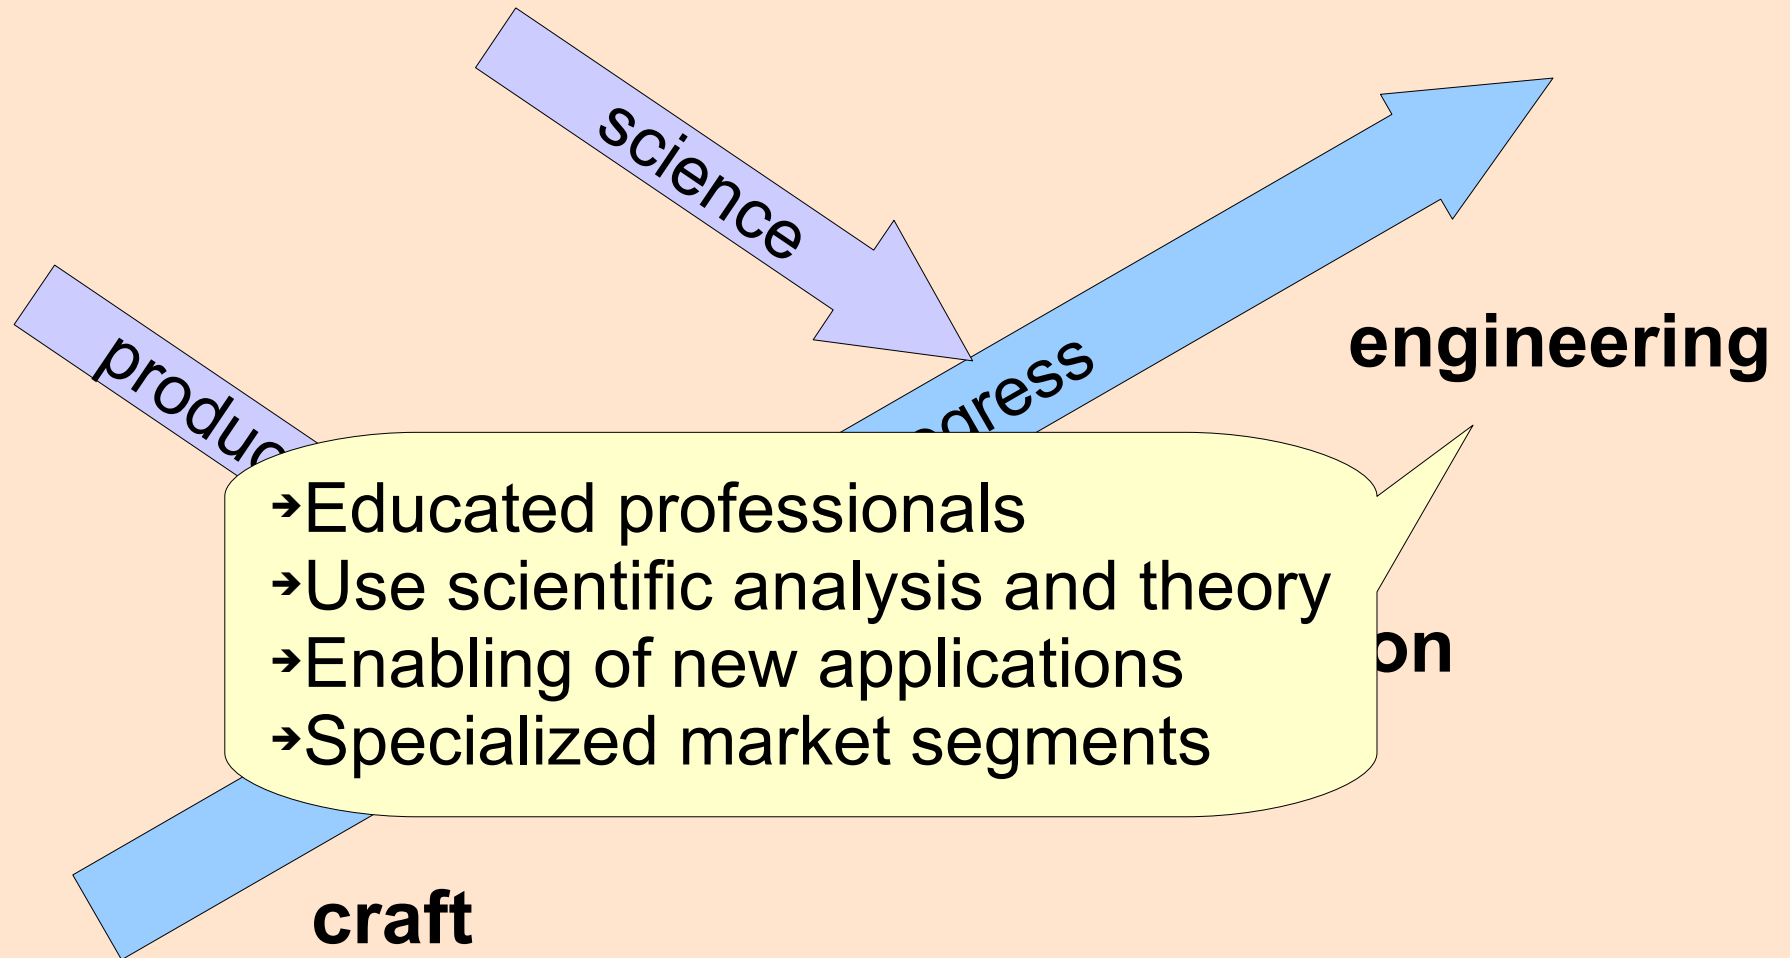 science
engineering
➔Educated professionals
➔Use scientific analysis and theory
➔Enabling of new applications
➔Specialized market segments
craft